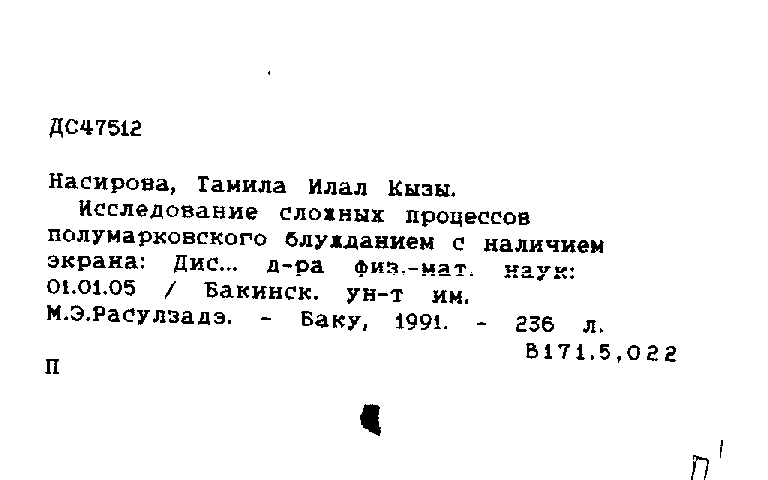 ДС47512
Насирова, Тамила Илал Кызы.
Исследование сложных процессов
полумарковского блужданием с наличием
экрана: Дис... д-ра физ.-мат. наук:
01.01.05 / Бакинск. ун-т им.
М.Э.Расулзадэ. - Баку, 1991. - 236 л.
В171.5,022
П
П'